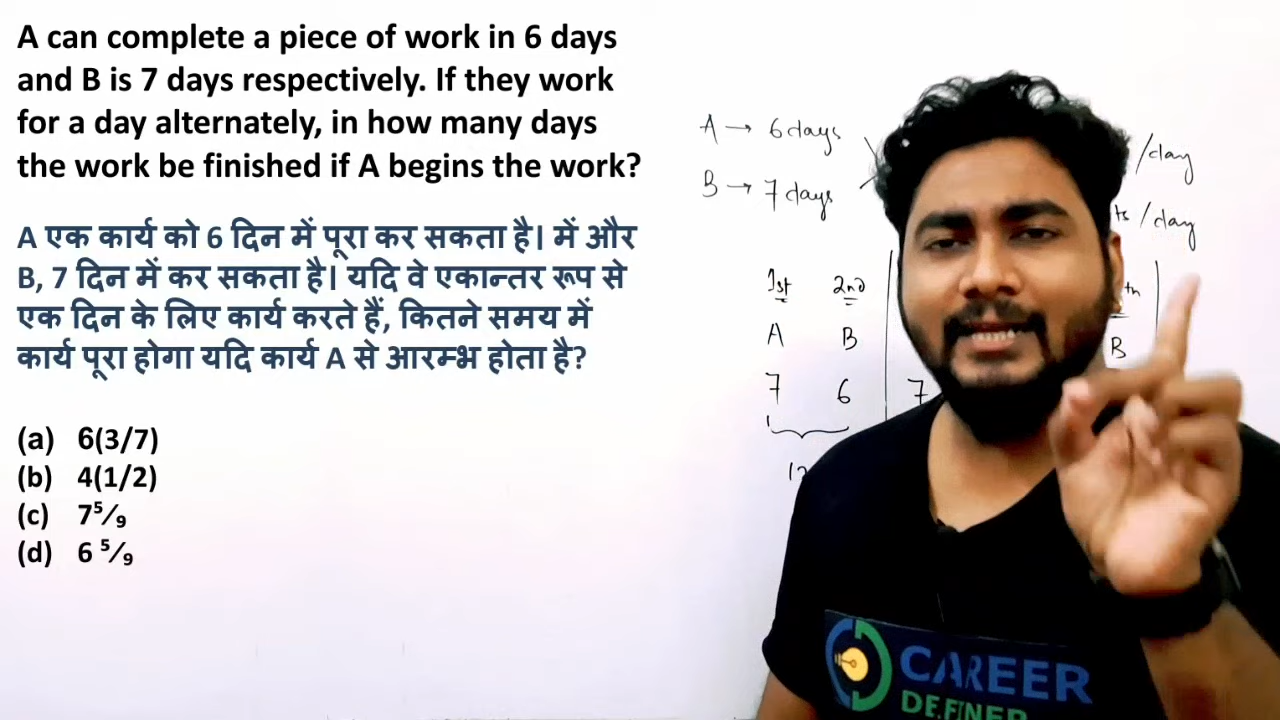 A can complete a piece of work in 6 days
and B is 7 days respectively. If they work
for a day alternately, in how many days
the work be finished if A begins the work?
A एक कार्य को 6 दिन में पूरा कर सकता है। में और
B, 7 दिन में कर सकता है। यदि वे एकान्तर रूप से
एक दिन के लिए कार्य करते हैं, कितने समय में
कार्य पूरा होगा यदि कार्य A से आरम्भ होता है?
(a) 6(3/7)
(b) 4(1/2)
(c) 7⁵⁄₉
(d) 6 ⁵⁄₉
A → 6 days
/day
B → 7 days
/day
1st 2nd
A B B
7 6 7
CAREER
DEFINER